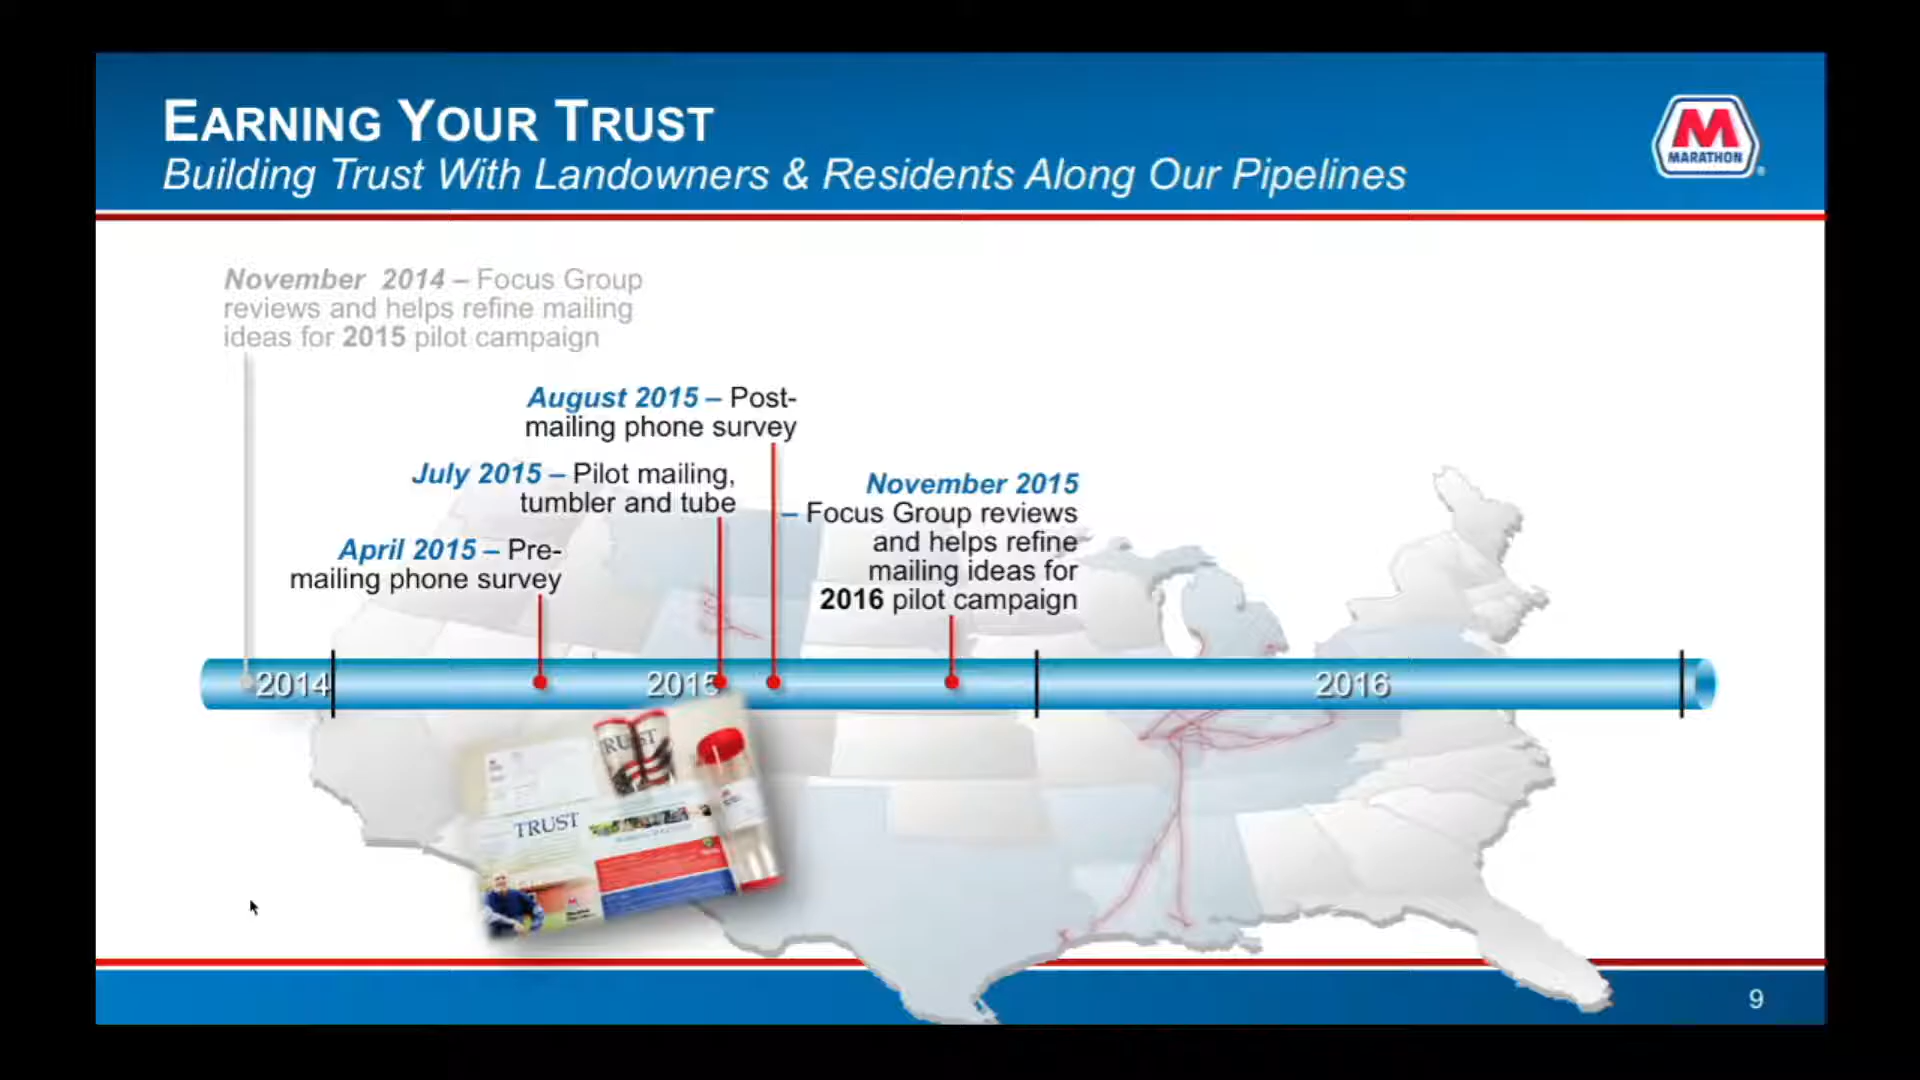 EARNING YOUR TRUST
Building Trust With Landowners & Residents Along Our Pipelines
M
MARATHON
November 2014 – Focus Group
reviews and helps refine mailing
ideas for 2015 pilot campaign
August 2015 – Post-
mailing phone survey
July 2015 – Pilot mailing,
tumbler and tube
April 2015 – Pre-
mailing phone survey
November 2015
– Focus Group reviews
and helps refine
mailing ideas for
2016 pilot campaign
2014
2015
2016
TRUST
9